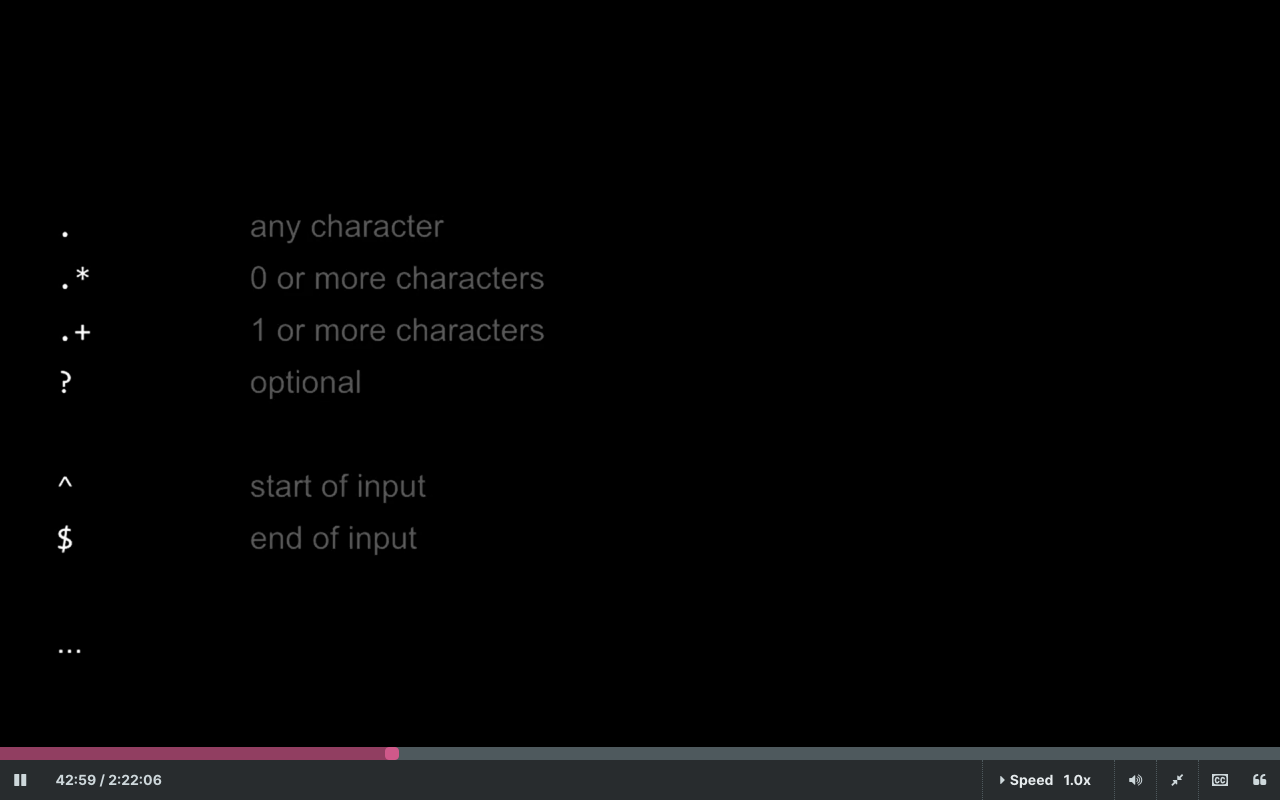 . any character
.* 0 or more characters
.+ 1 or more characters
? optional
^ start of input
$ end of input
...
42:59 / 2:22:06 Speed 1.0x CC